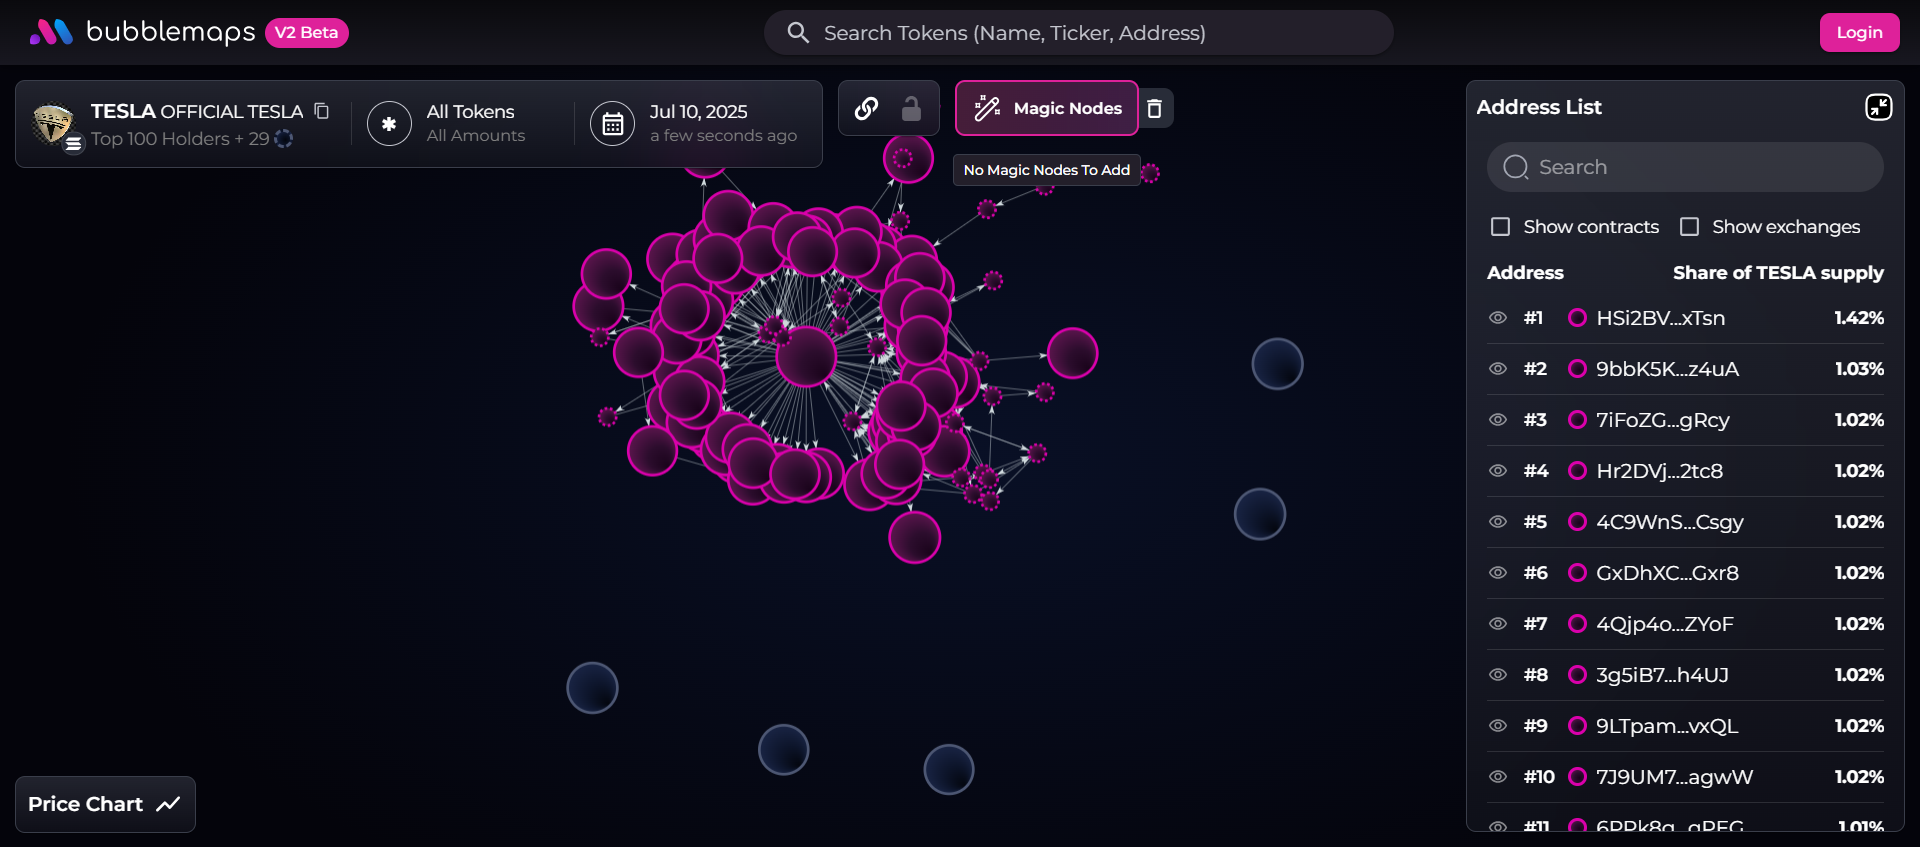 bubblemaps V2 Beta
Search Tokens (Name, Ticker, Address)
Login
TESLA OFFICIAL TESLA
Top 100 Holders + 29
All Tokens
All Amounts
Jul 10, 2025
a few seconds ago
Magic Nodes
No Magic Nodes To Add
Address List
Search
Show contracts Show exchanges
Address Share of TESLA supply
#1 HSi2BV...xTsn 1.42%
#2 9bbK5K...z4uA 1.03%
#3 7iFoZG...gRcy 1.02%
#4 Hr2DVj...2tc8 1.02%
#5 4C9WnS...Csgy 1.02%
#6 GxDhXC...Gxr8 1.02%
#7 4Qjp4o...ZYoF 1.02%
#8 3g5iB7...h4UJ 1.02%
#9 9LTpam...vxQL 1.02%
#10 7J9UM7...agwW 1.02%
#11 1.01%
Price Chart